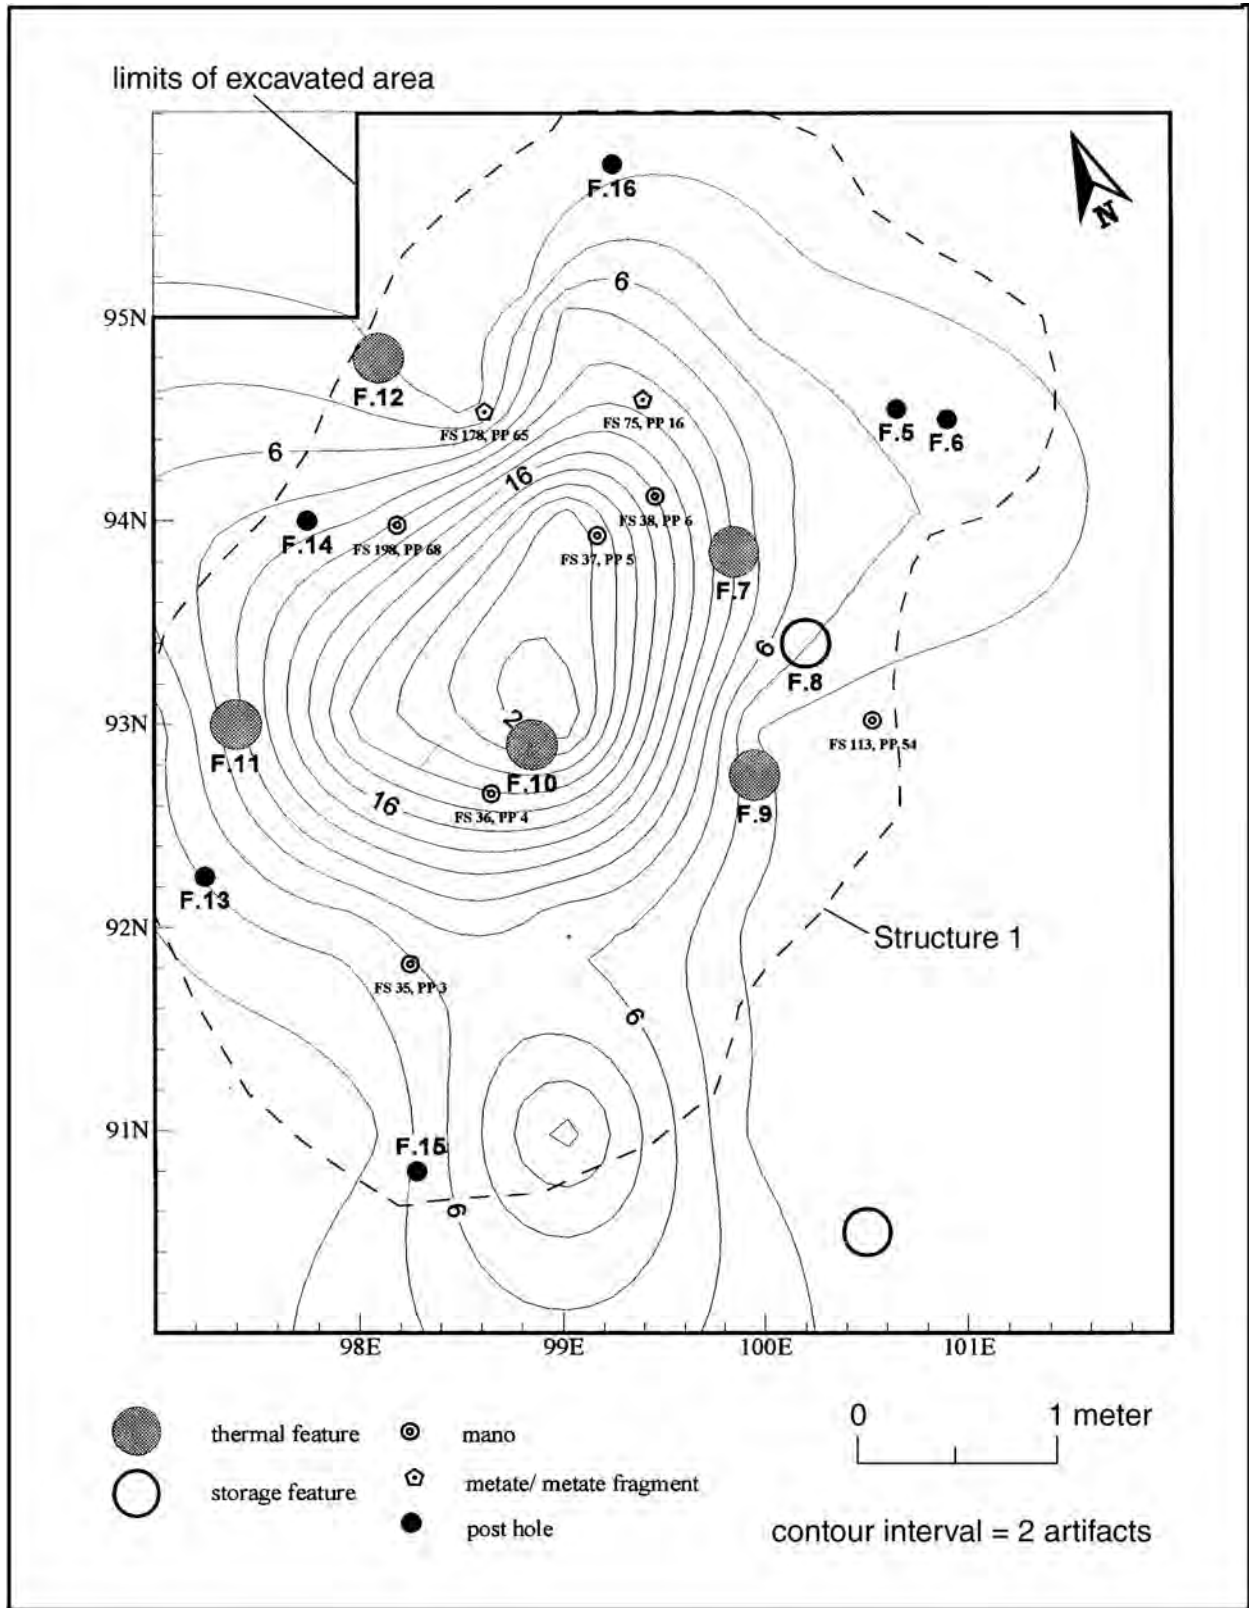 limits of excavated area
F.16
N
6
95N
F.12
FS 178, PP 65
FS 75, PP 16
F.5
F.6
6
16
94N
F.14
FS 198, PP 68
FS 38, PP 6
FS 37, PP 5
F.7
6
F.8
93N
2
FS 113, PP 54
F.11
F.10
16
FS 36, PP 4
F.9
F.13
92N
Structure 1
FS 35, PP 3
6
91N
F.15
6
98E 99E 100E 101E
0 1 meter
thermal feature
mano
storage feature
metate/ metate fragment
post hole
contour interval = 2 artifacts